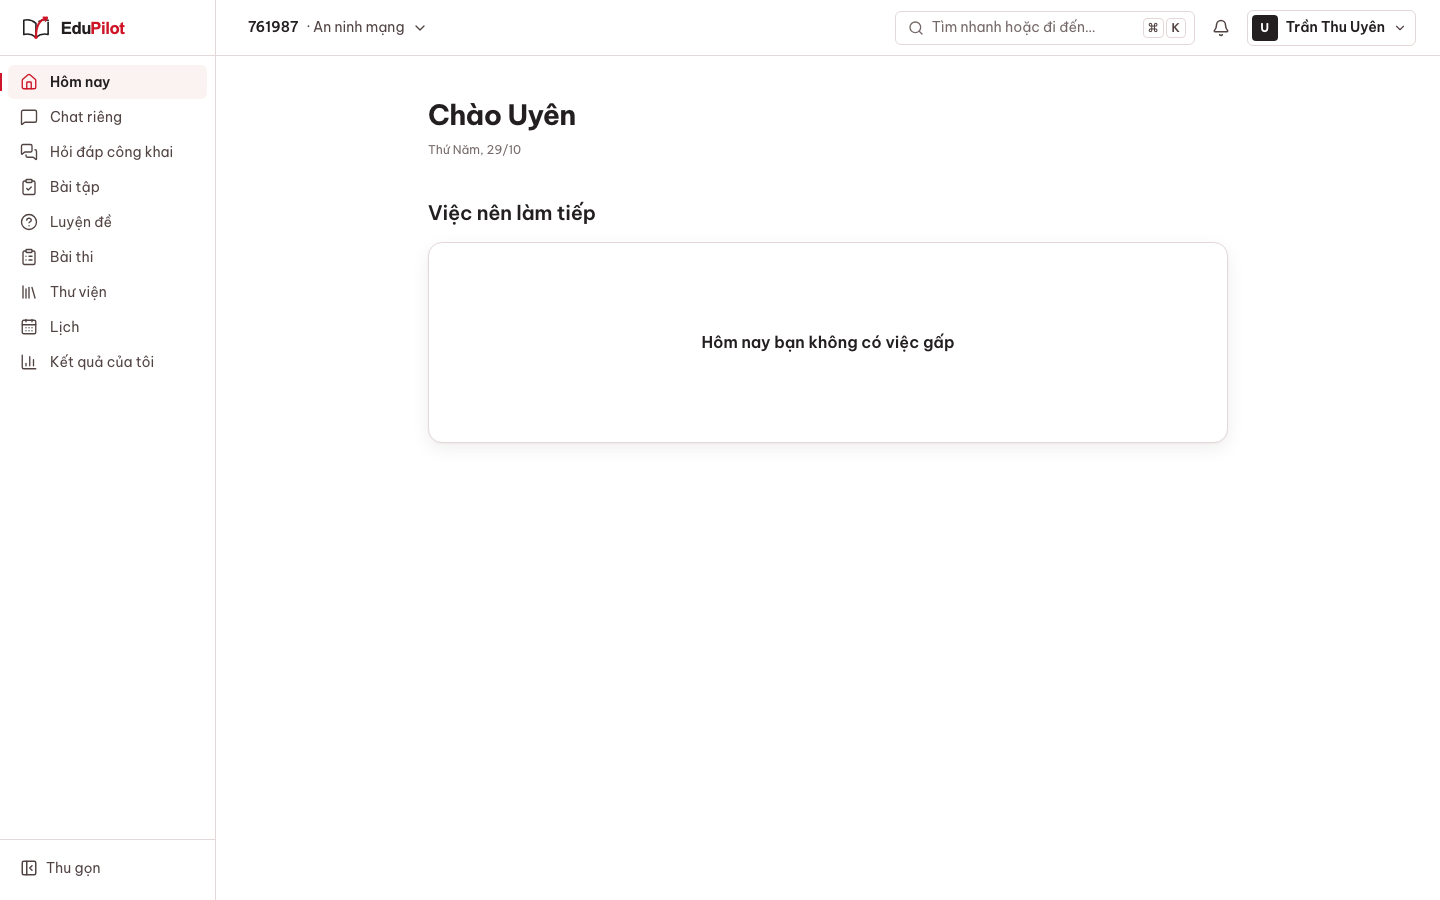 EduPilot
761987 · An ninh mạng
Tìm nhanh hoặc đi đến...
⌘ K
U
Trần Thu Uyên
Hôm nay
Chat riêng
Hỏi đáp công khai
Bài tập
Luyện đề
Bài thi
Thư viện
Lịch
Kết quả của tôi
Thu gọn
Chào Uyên
Thứ Năm, 29/10
Việc nên làm tiếp
Hôm nay bạn không có việc gấp